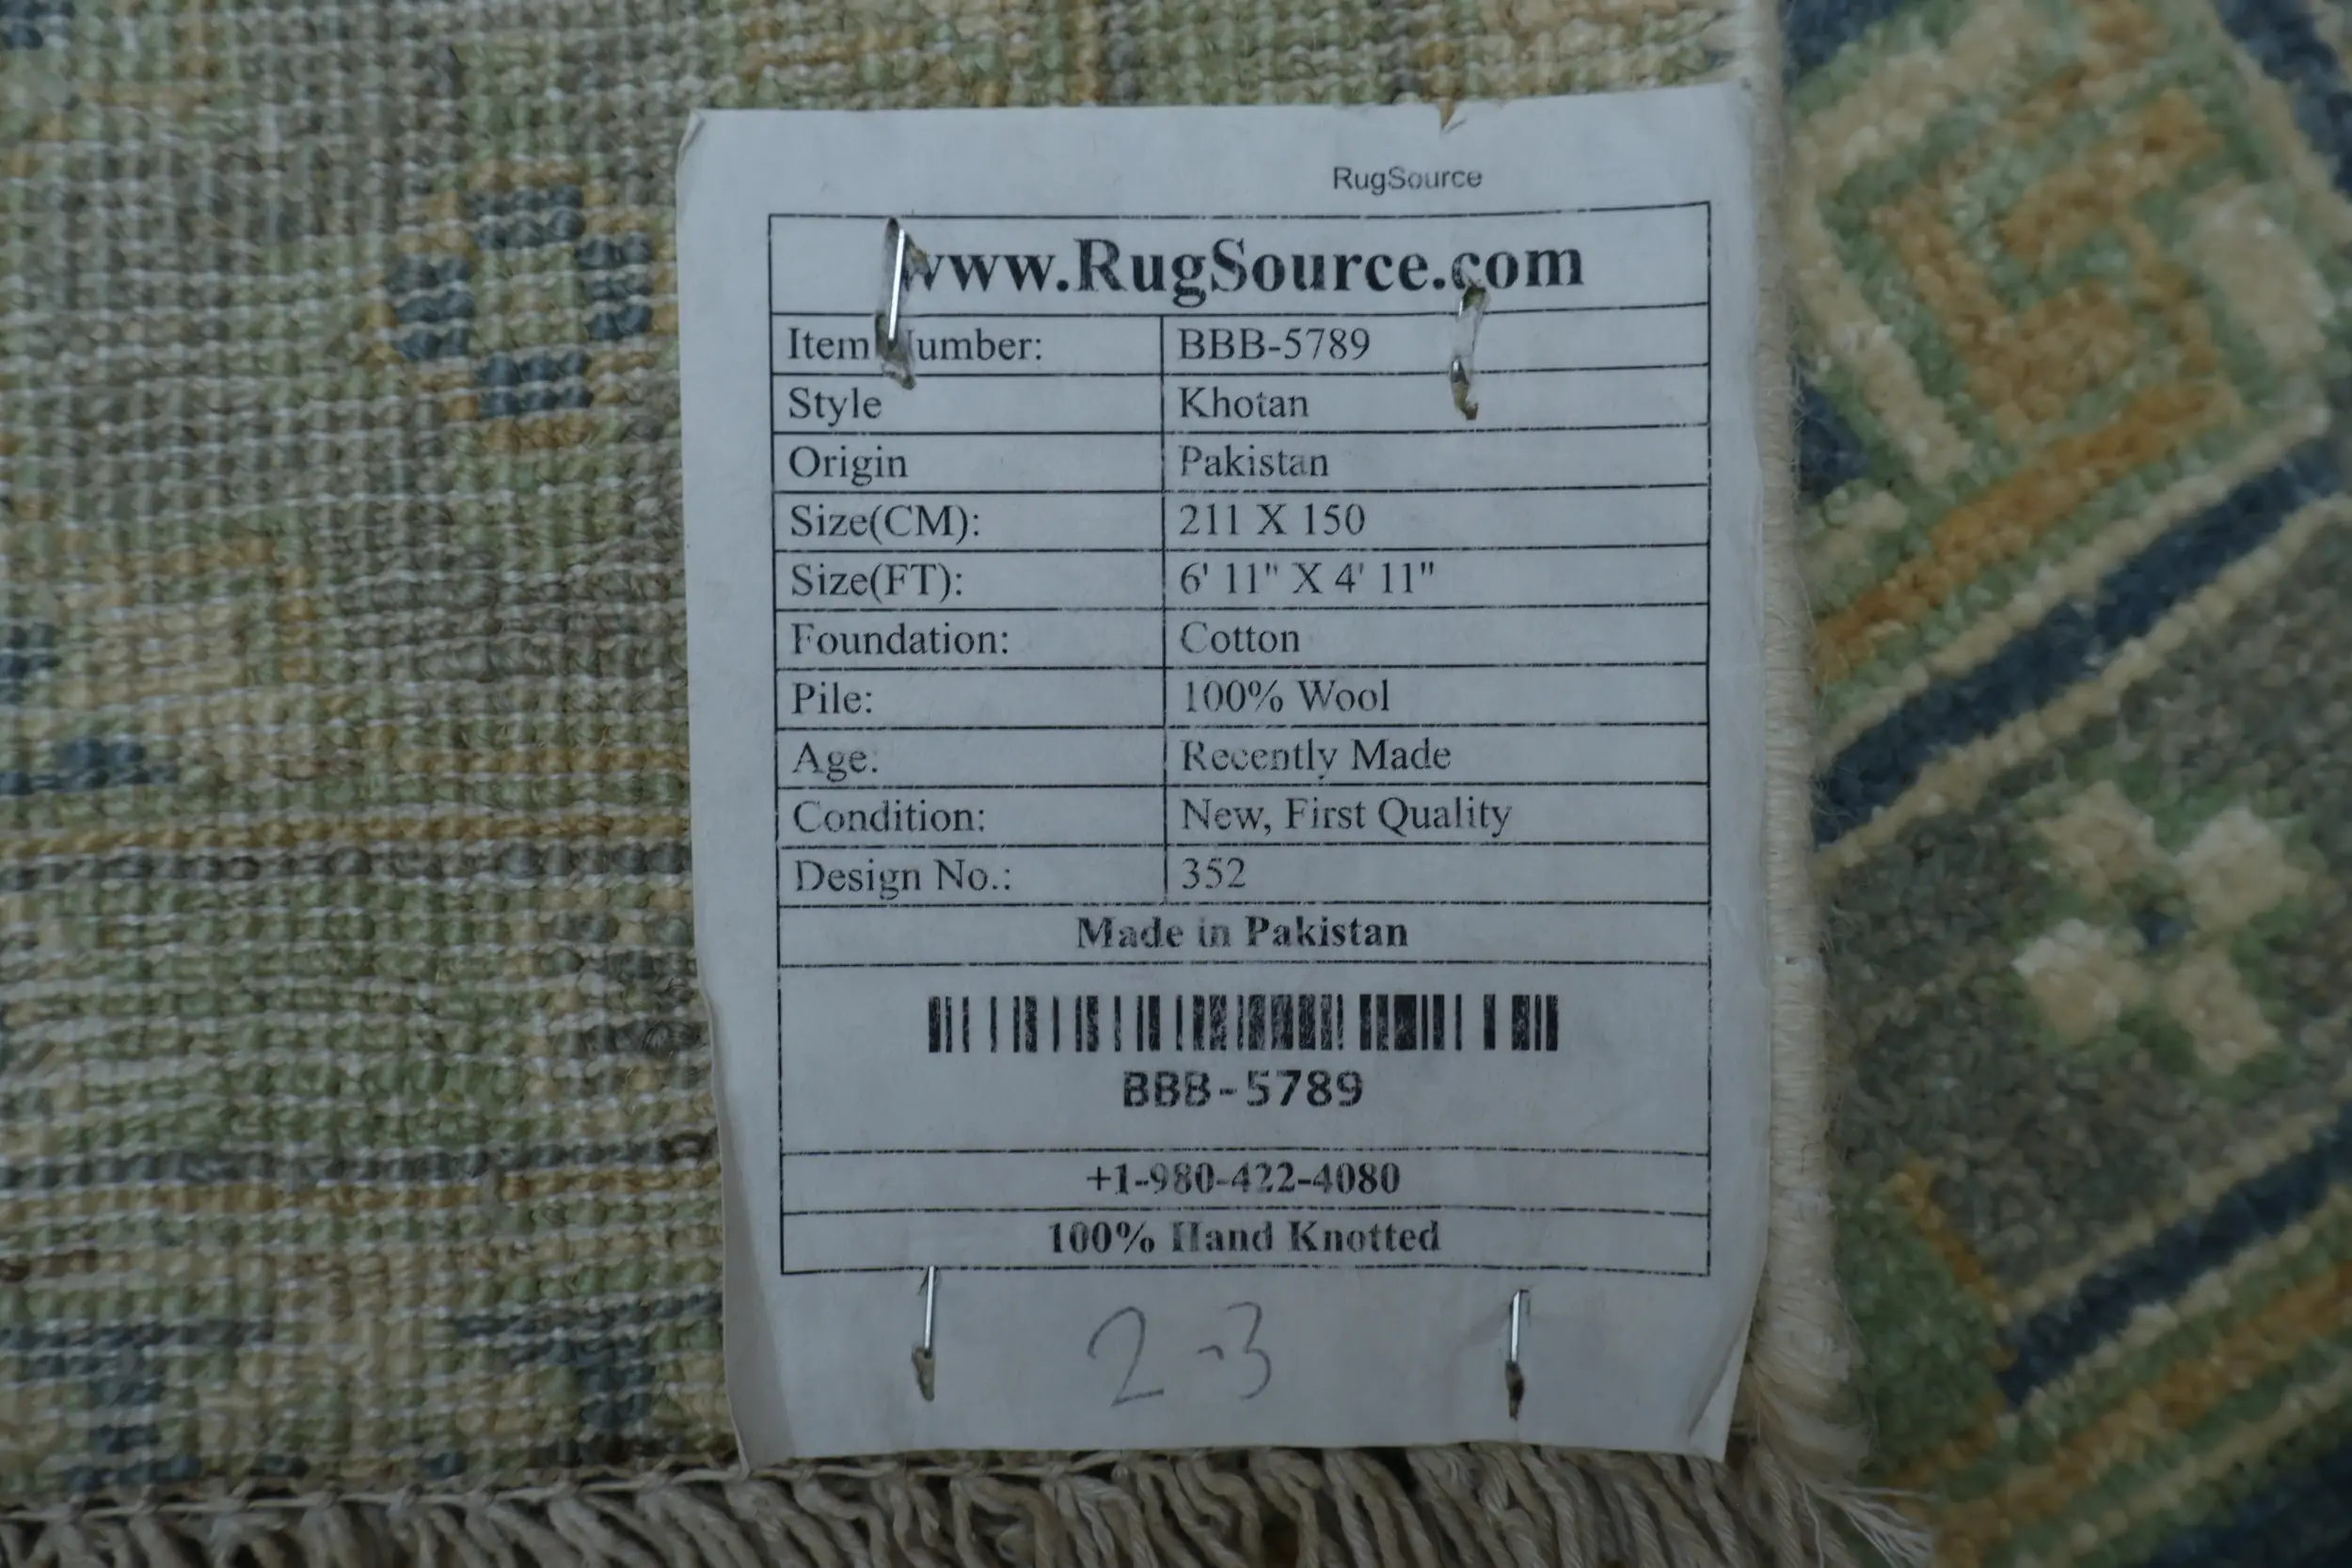 RugSource
www.RugSource.com
Item Number: BBB-5789
Style Khotan
Origin Pakistan
Size(CM): 211 X 150
Size(FT): 6' 11" X 4' 11"
Foundation: Cotton
Pile: 100% Wool
Age: Recently Made
Condition: New, First Quality
Design No.: 352
Made in Pakistan
BBB-5789
+1-980-422-4080
100% Hand Knotted
2-3